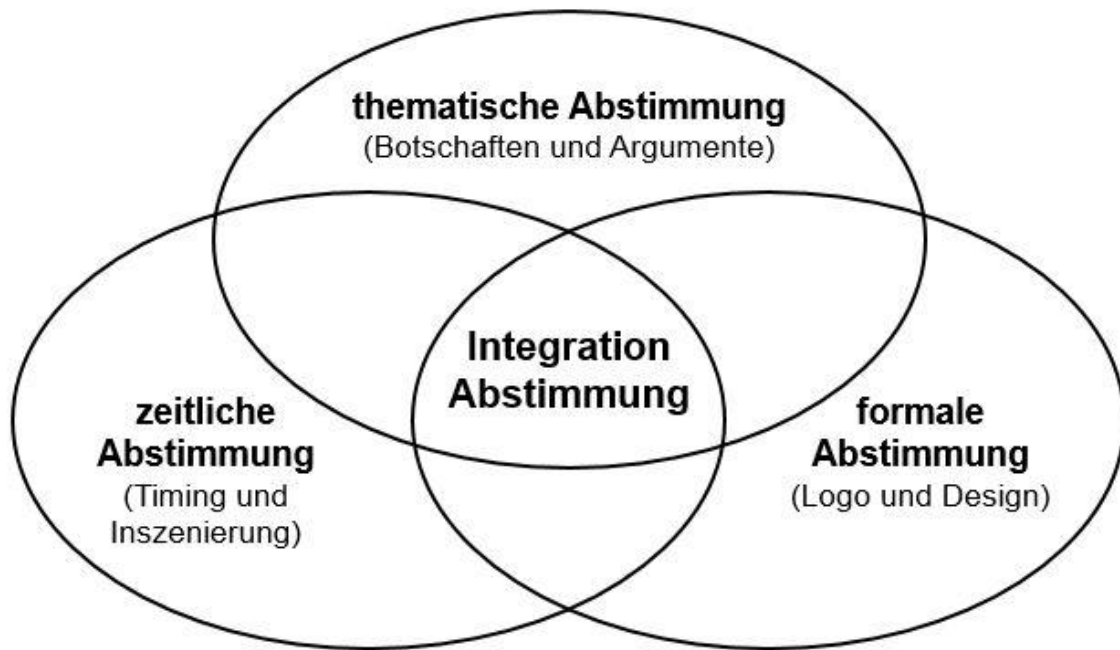 thematische Abstimmung
(Botschaften und Argumente)
Integration
Abstimmung
zeitliche
Abstimmung
(Timing und
Inszenierung)
formale
Abstimmung
(Logo und Design)